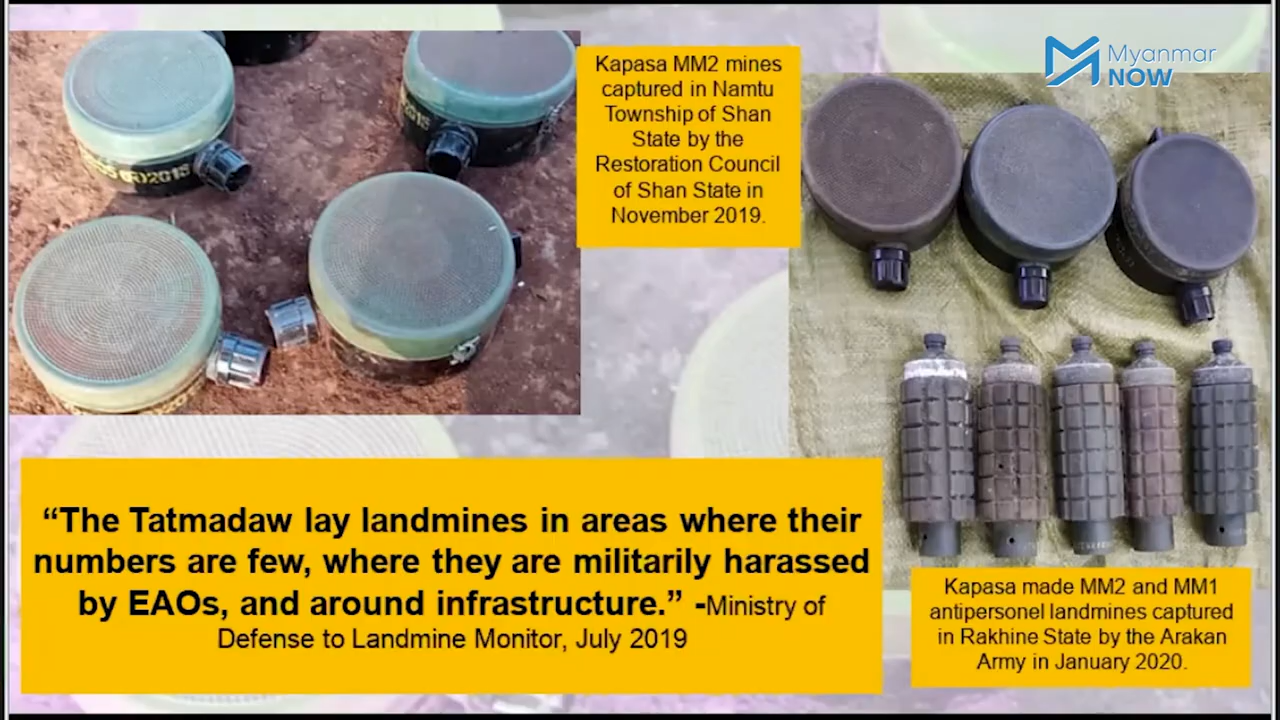 Myanmar
NOW
Kapasa MM2 mines
captured in Namtu
Township of Shan
State by the
Restoration Council
of Shan State in
November 2019.
“The Tatmadaw lay landmines in areas where their
numbers are few, where they are militarily harassed
by EAOs, and around infrastructure.” -Ministry of
Defense to Landmine Monitor, July 2019
Kapasa made MM2 and MM1
antipersonel landmines captured
in Rakhine State by the Arakan
Army in January 2020.